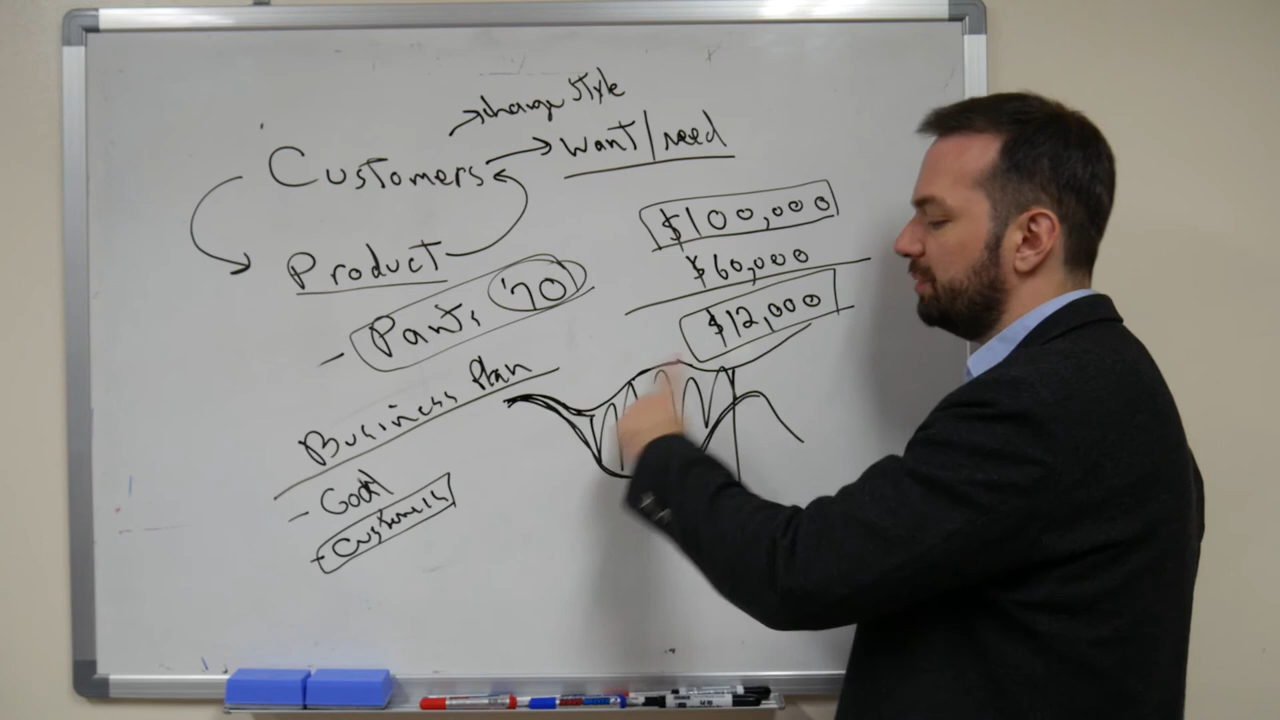 change style
Customers
want/need
Product
$100,000
$60,000
$12,000
- Pants '70
Business Plan
- Goal
- Customers